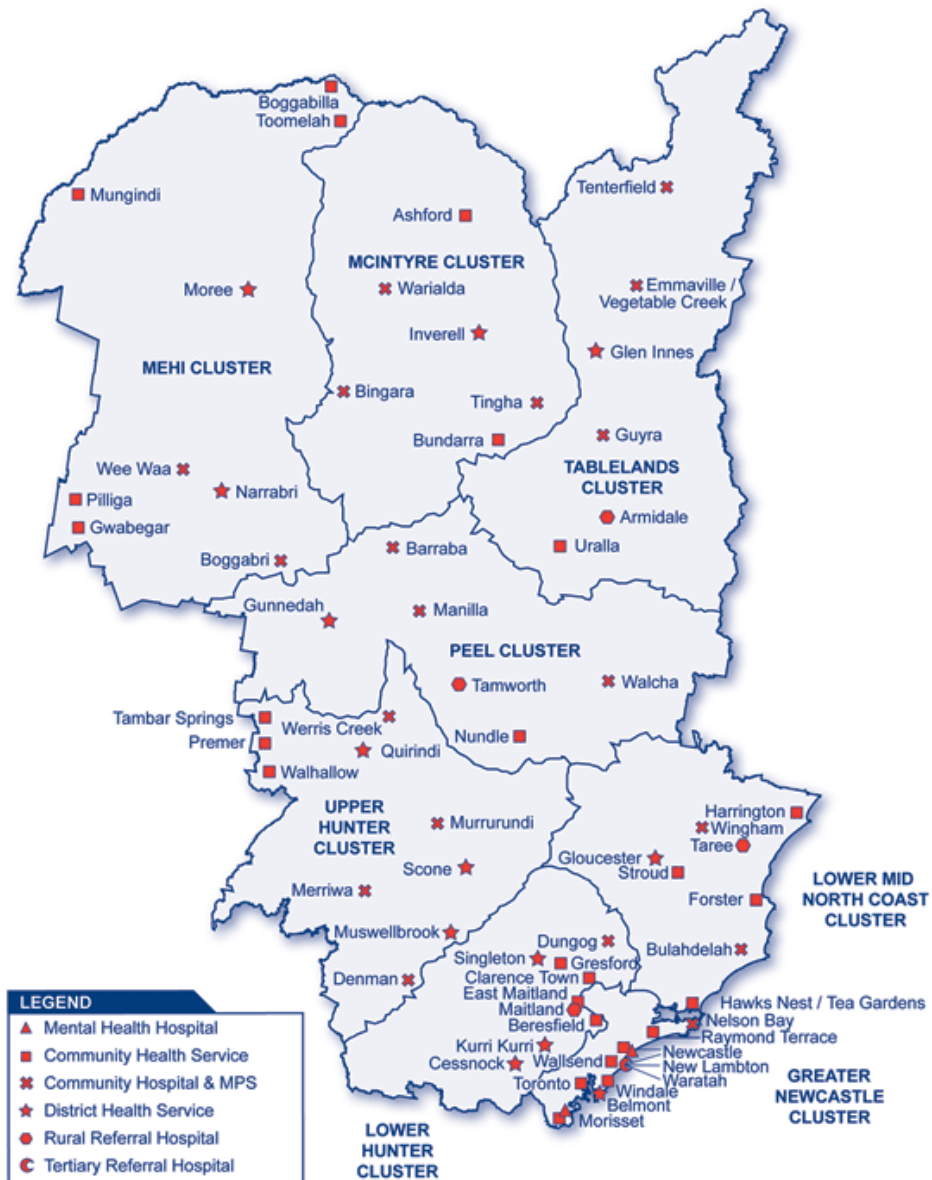 Boggabilla
Toomelah
Mungindi
Tenterfield
Ashford
MCINTYRE CLUSTER
Moree
Warialda
Emmaville /
Vegetable Creek
Inverell
Glen Innes
MEHI CLUSTER
Bingara
Tingha
Bundarra
Guyra
Wee Waa
TABLELANDS
CLUSTER
Narrabri
Pilliga
Gwabegar
Armidale
Uralla
Boggabri
Barraba
Gunnedah
Manilla
PEEL CLUSTER
Tamworth
Walcha
Tambar Springs
Werris Creek
Premer
Quirindi
Nundle
Walhallow
UPPER
HUNTER
CLUSTER
Murrurundi
Harrington
Wingham
Taree
Gloucester
Stroud
Scone
Merriwa
Forster
LOWER MID
NORTH COAST
CLUSTER
Muswellbrook
Dungog
Bulahdelah
Singleton
Gresford
Denman
Clarence Town
East Maitland
Maitland
Beresfield
Hawks Nest / Tea Gardens
Nelson Bay
Raymond Terrace
Kurri Kurri
Cessnock
Wallsend
Newcastle
New Lambton
Waratah
Toronto
Windale
Belmont
Morisset
GREATER
NEWCASTLE
CLUSTER
LOWER
HUNTER
CLUSTER
LEGEND
Mental Health Hospital
Community Health Service
Community Hospital & MPS
District Health Service
Rural Referral Hospital
Tertiary Referral Hospital